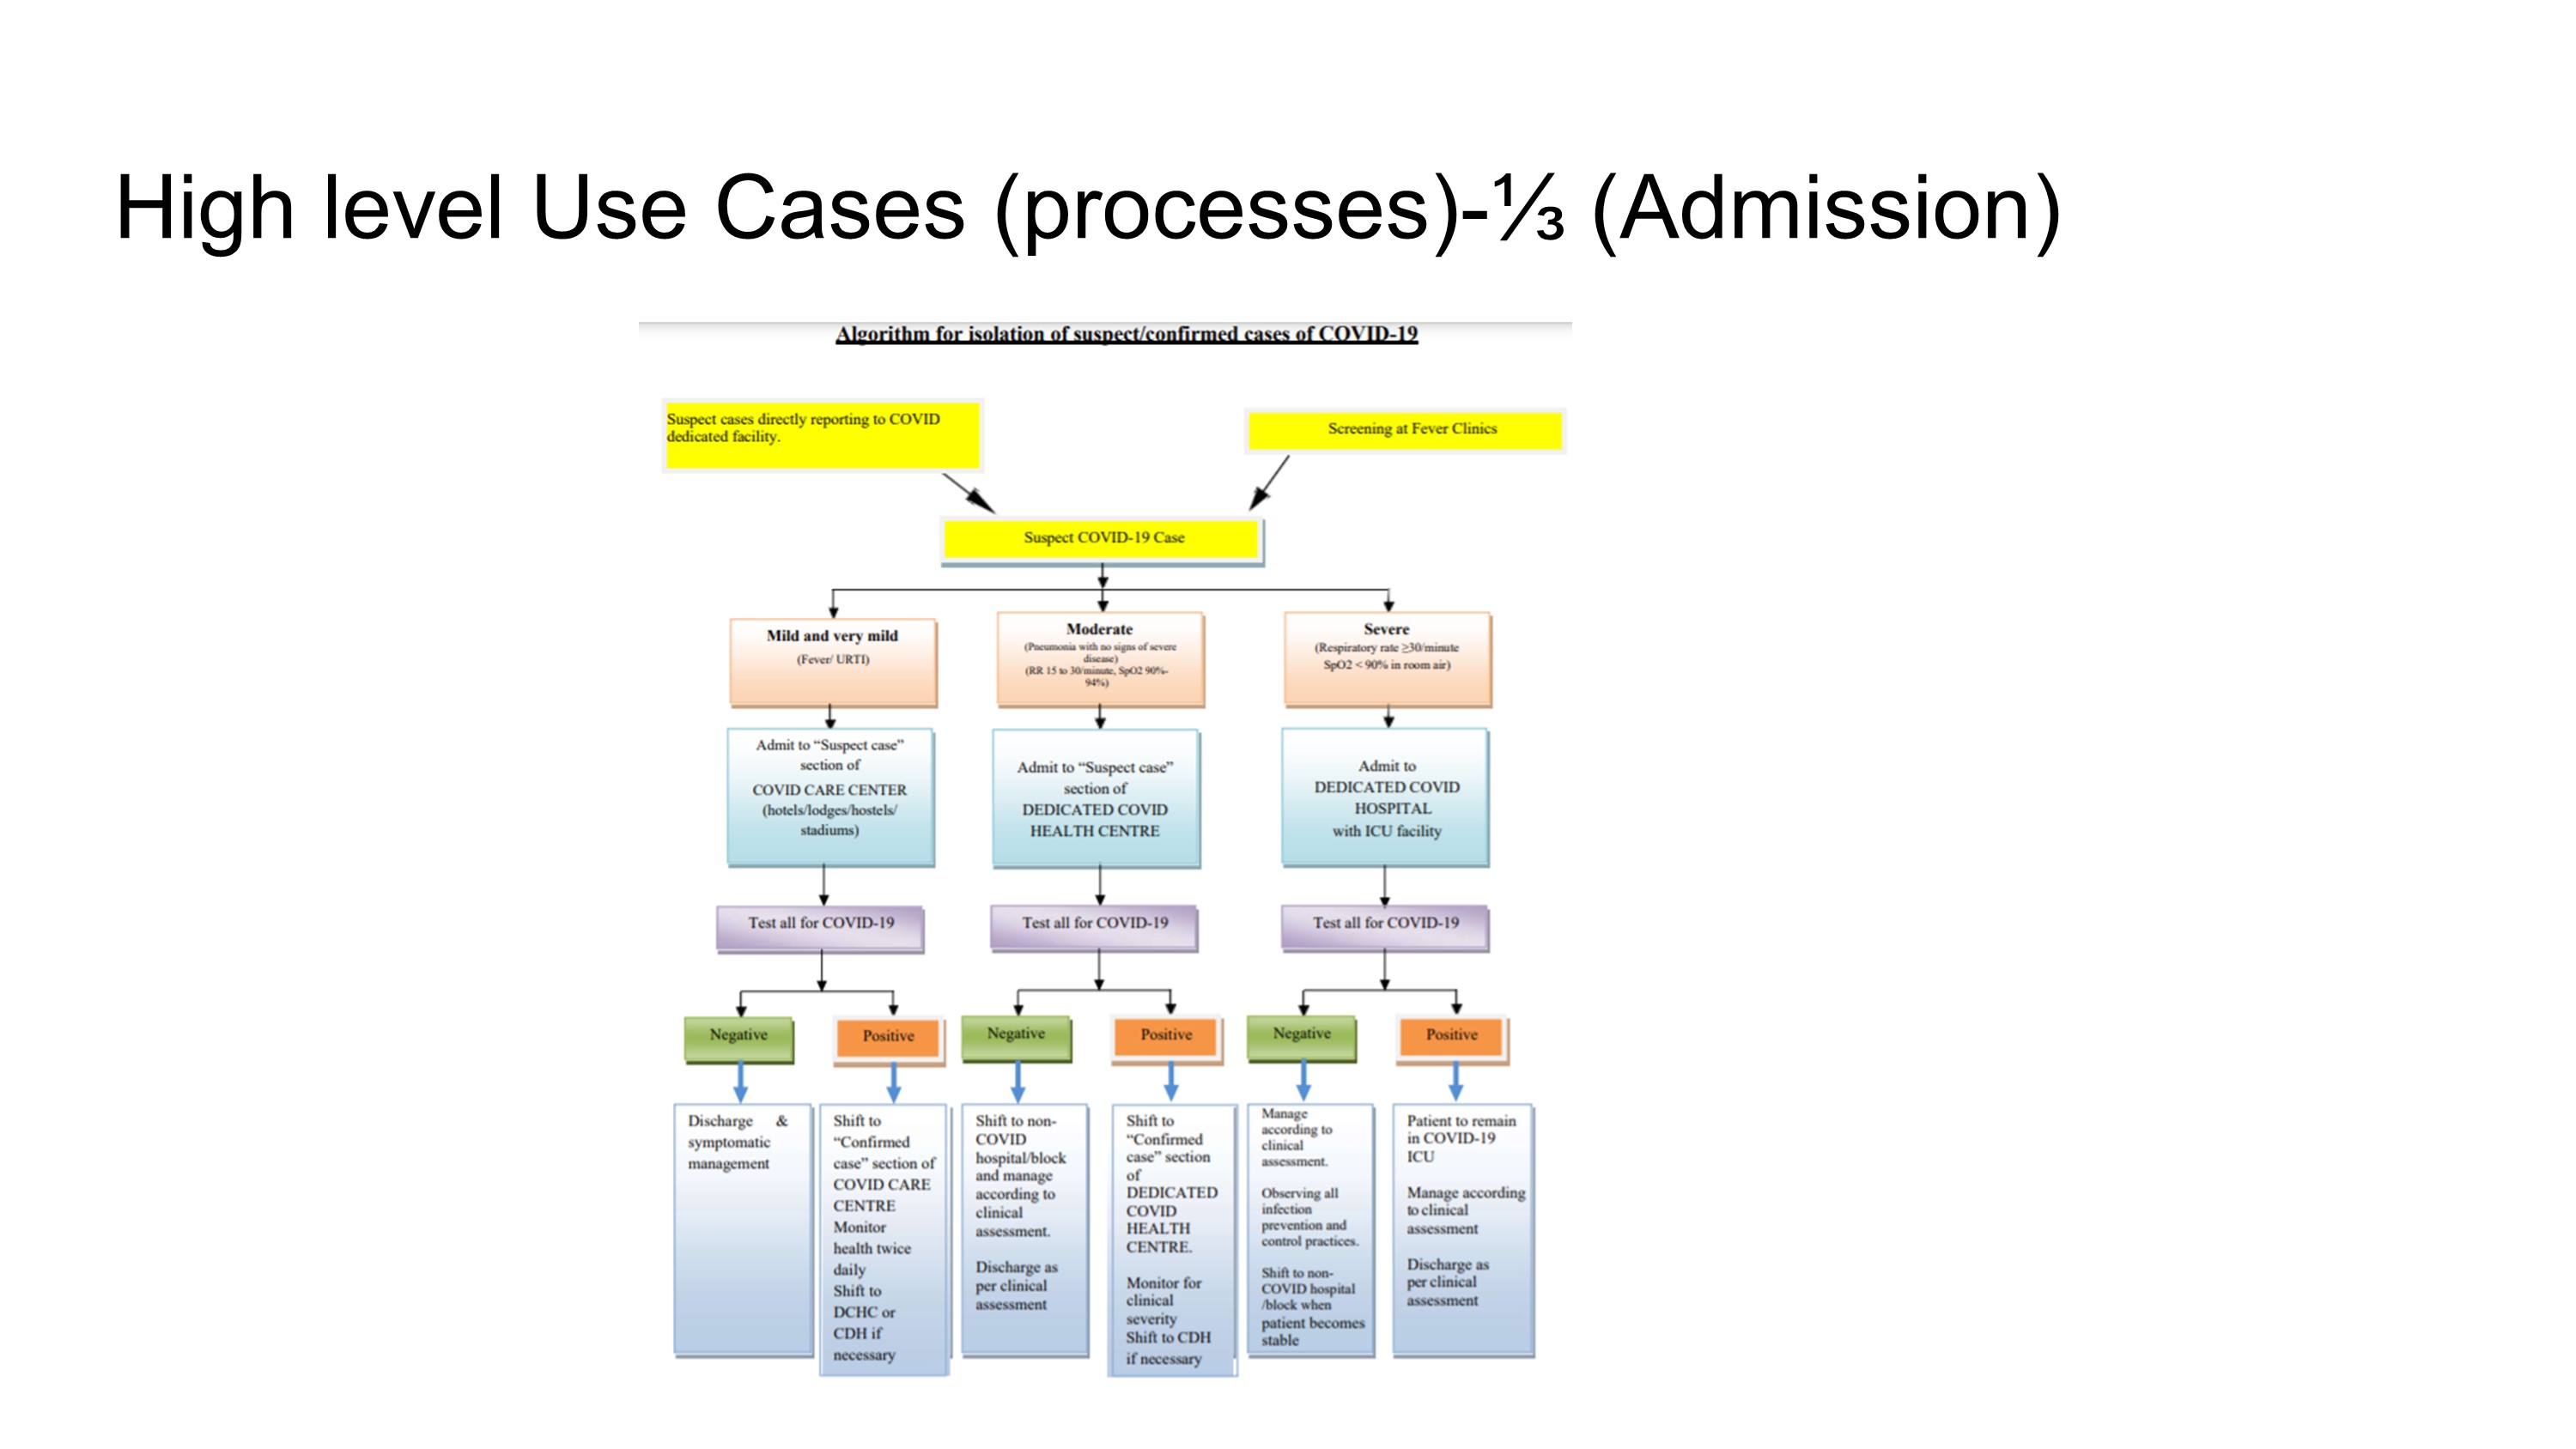 High level Use Cases (processes)-⅓ (Admission)
Algorithm for isolation of suspect/confirmed cases of COVID-19
Suspect cases directly reporting to COVID
dedicated facility.
Screening at Fever Clinics
Suspect COVID-19 Case
Mild and very mild
(Fever/ URTI)
Moderate
(Pneumonia with no signs of severe
disease)
(RR 15 to 30/minute, SpO2 90%-
94%)
Severe
(Respiratory rate ≥30/minute
SpO2 < 90% in room air)
Admit to “Suspect case”
section of
COVID CARE CENTER
(hotels/lodges/hostels/
stadiums)
Admit to “Suspect case”
section of
DEDICATED COVID
HEALTH CENTRE
Admit to
DEDICATED COVID
HOSPITAL
with ICU facility
Test all for COVID-19
Test all for COVID-19
Test all for COVID-19
Negative
Positive
Negative
Positive
Negative
Positive
Discharge &
symptomatic
management
Shift to
“Confirmed
case” section of
COVID CARE
CENTRE
Monitor
health twice
daily
Shift to
DCHC or
CDH if
necessary
Shift to non-
COVID
hospital/block
and manage
according to
clinical
assessment.
Discharge as
per clinical
assessment
Shift to
“Confirmed
case” section
of
DEDICATED
COVID
HEALTH
CENTRE.
Monitor for
clinical
severity
Shift to CDH
if necessary
Manage
according to
clinical
assessment.
Observing all
infection
prevention and
control practices.
Shift to non-
COVID hospital
/block when
patient becomes
stable
Patient to remain
in COVID-19
ICU
Manage according
to clinical
assessment
Discharge as
per clinical
assessment